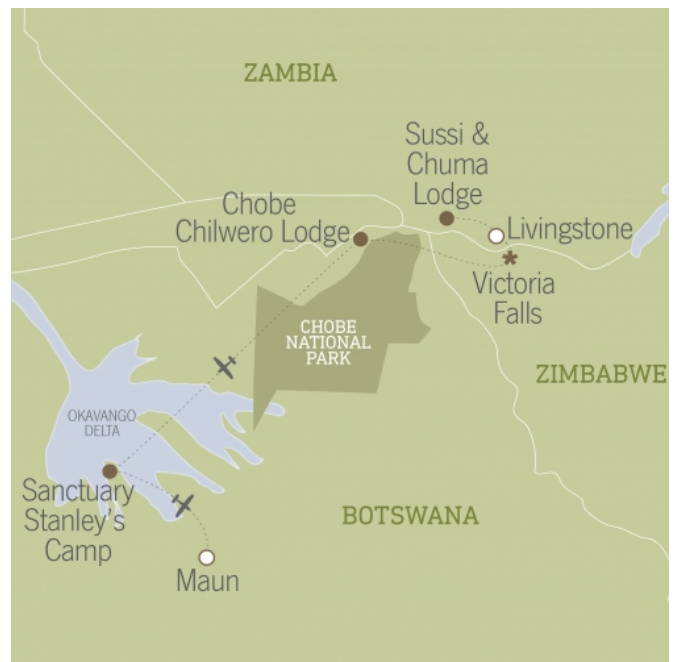 ZAMBIA
Sussi &
Chuma
Lodge
Chobe
Chilwero Lodge
Livingstone
Victoria
Falls
CHOBE
NATIONAL
PARK
ZIMBABWE
OKAVANGO
DELTA
Sanctuary
Stanley's
Camp
BOTSWANA
Maun